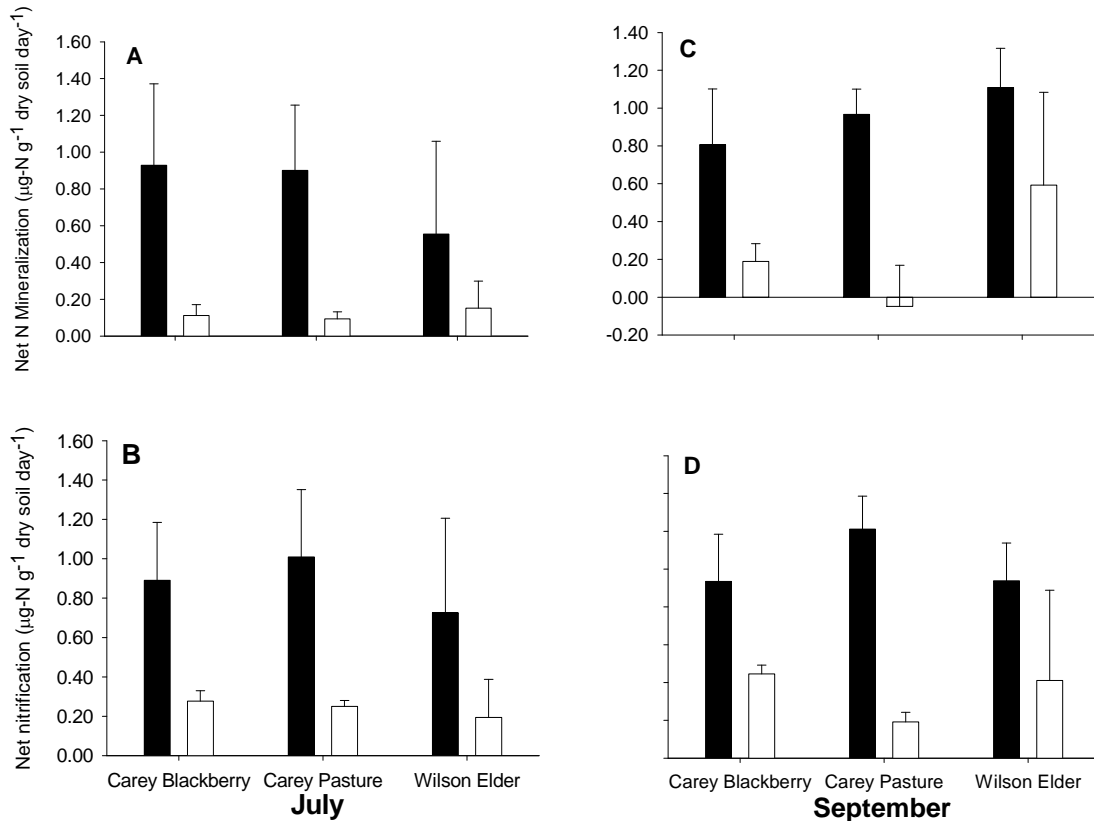 A
Net N Mineralization (µg-N g-1 dry soil day-1)
1.60
1.40
1.20
1.00
0.80
0.60
0.40
0.20
0.00
C
1.40
1.20
1.00
0.80
0.60
0.40
0.20
0.00
-0.20
B
Net nitrification (µg-N g-1 dry soil day-1)
1.60
1.40
1.20
1.00
0.80
0.60
0.40
0.20
0.00
Carey Blackberry Carey Pasture Wilson Elder
July
D
Carey Blackberry Carey Pasture Wilson Elder
September